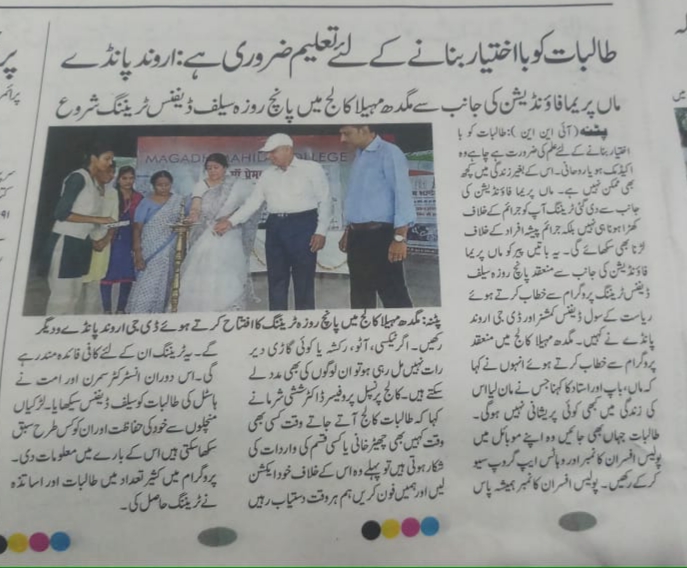 طالبات کو بااختیار بنانے کے لئے تعلیم ضروری ہے: اروند پانڈے
ماں پریما فاؤنڈیشن کی جانب سے مگدھ مہیلا کالج میں پانچ روزہ سیلف ڈیفنس ٹریننگ شروع
MAGADH MAHILA COLLEGE
پٹنہ: مگدھ مہیلا کالج میں پانچ روزہ ٹریننگ کا افتتاح کرتے ہوئے ڈی جی اروند پانڈے و دیگر
پٹنہ (آئی این این): طالبات کو با
اختیار بنانے کے لئے علم کی ضرورت ہے چاہے وہ
اکیڈمک ہو یا روحانی۔ اس کے بغیر زندگی میں کچھ
بھی ممکن نہیں ہے۔ ماں پریما فاؤنڈیشن کی
جانب سے دی گئی ٹریننگ آپ کو جرائم کے خلاف
کھڑا ہونا ہی نہیں بلکہ جرائم پیشہ افراد کے خلاف
لڑنا بھی سکھائے گی۔ یہ باتیں پیر کو ماں پریما
فاؤنڈیشن کی جانب سے منعقد پانچ روزہ سیلف
ڈیفنس ٹریننگ پروگرام سے خطاب کرتے ہوئے
ریاست کے سول ڈیفنس کمشنر اور ڈی جی اروند
پانڈے نے کہیں۔ مگدھ مہیلا کالج میں منعقد
پروگرام سے خطاب کرتے ہوئے انہوں نے کہا
کہ ماں، باپ اور استاد کا کہنا جس نے مان لیا اس
کی زندگی میں کبھی کوئی پریشانی نہیں ہوگی۔
طالبات جہاں بھی جائیں وہ اپنے موبائل میں
پولیس افسران کا نمبر اور وہاٹس ایپ گروپ سیو
کرکے رکھیں۔ پولیس افسران کا نمبر ہمیشہ پاس
رکھیں۔ اگر ٹیکسی، آٹو، رکشہ یا کوئی گاڑی دیر
رات نہیں مل رہی ہو تو ان لوگوں کی بھی مدد لے
سکتے ہیں۔ کالج پرنسپل پروفیسر ڈاکٹر ششی شرما نے
کہا کہ طالبات کالج آتے جاتے وقت کسی بھی
وقت کہیں بھی چھیڑخانی یا کسی قسم کی واردات کی
شکار ہوتی ہیں تو پہلے وہ اس کے خلاف خود ایکشن
لیں اور ہمیں فون کریں ہم ہر وقت دستیاب رہیں
گے۔ یہ ٹریننگ ان کے لئے کافی فائدہ مند رہے
گی۔ اس دوران انسٹرکٹر سمرن اور امت نے
ہاسٹل کی طالبات کو سیلف ڈیفنس سیکھایا۔ لڑکیاں
منچلوں سے خود کی حفاظت اور ان کو کس طرح سبق
سکھا سکتی ہیں اس کے بارے میں معلومات دی۔
پروگرام میں کثیر تعداد میں طالبات اور اساتذہ
نے ٹریننگ حاصل کی۔